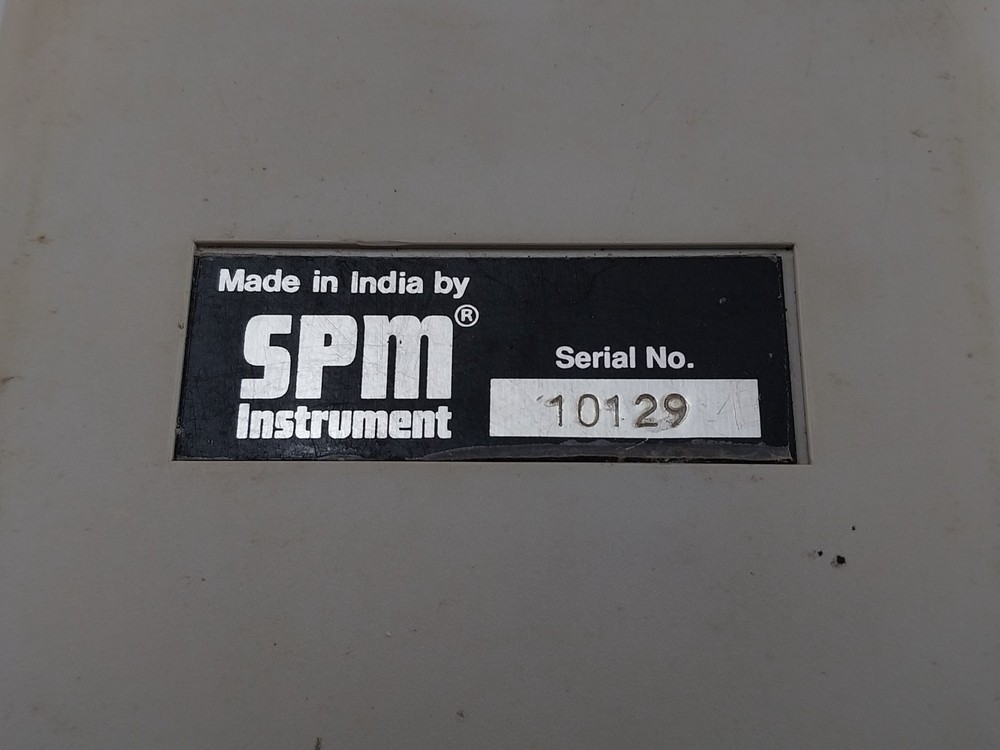 Made in India by
SPM®
Instrument
Serial No.
10129